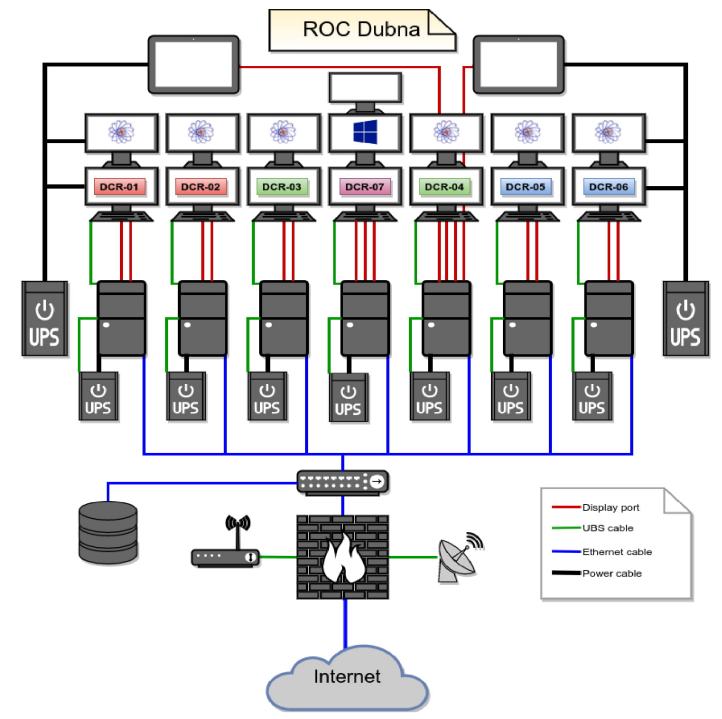 ROC Dubna
DCR-01
DCR-02
DCR-03
DCR-07
DCR-04
DCR-05
DCR-06
UPS
UPS
UPS
UPS
UPS
UPS
UPS
UPS
UPS
Display port
UBS cable
Ethernet cable
Power cable
Internet